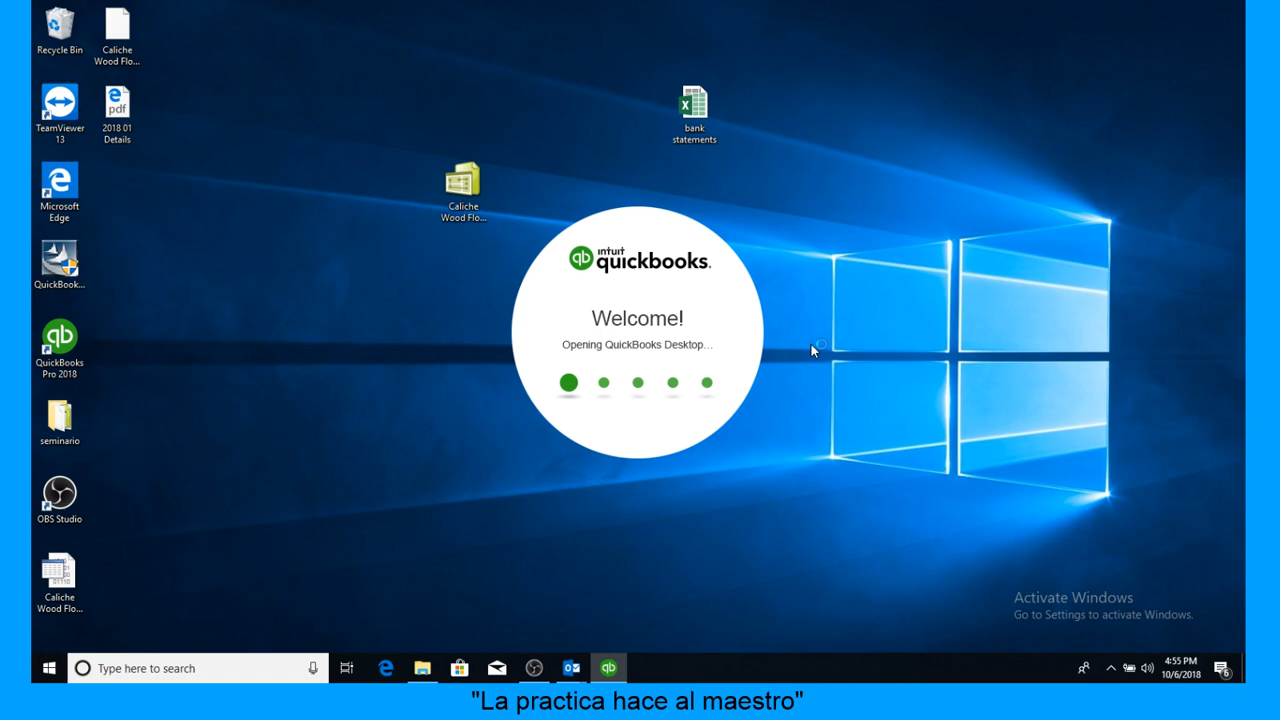 Recycle Bin
Caliche
Wood Flo...
TeamViewer
13
2018 01
Details
bank
statements
Microsoft
Edge
Caliche
Wood Flo...
QuickBook...
intuit
quickbooks.
Welcome!
Opening QuickBooks Desktop...
QuickBooks
Pro 2018
seminario
OBS Studio
Caliche
Wood Flo...
Activate Windows
Go to Settings to activate Windows.
Type here to search
4:55 PM
10/6/2018
6
"La practica hace al maestro"